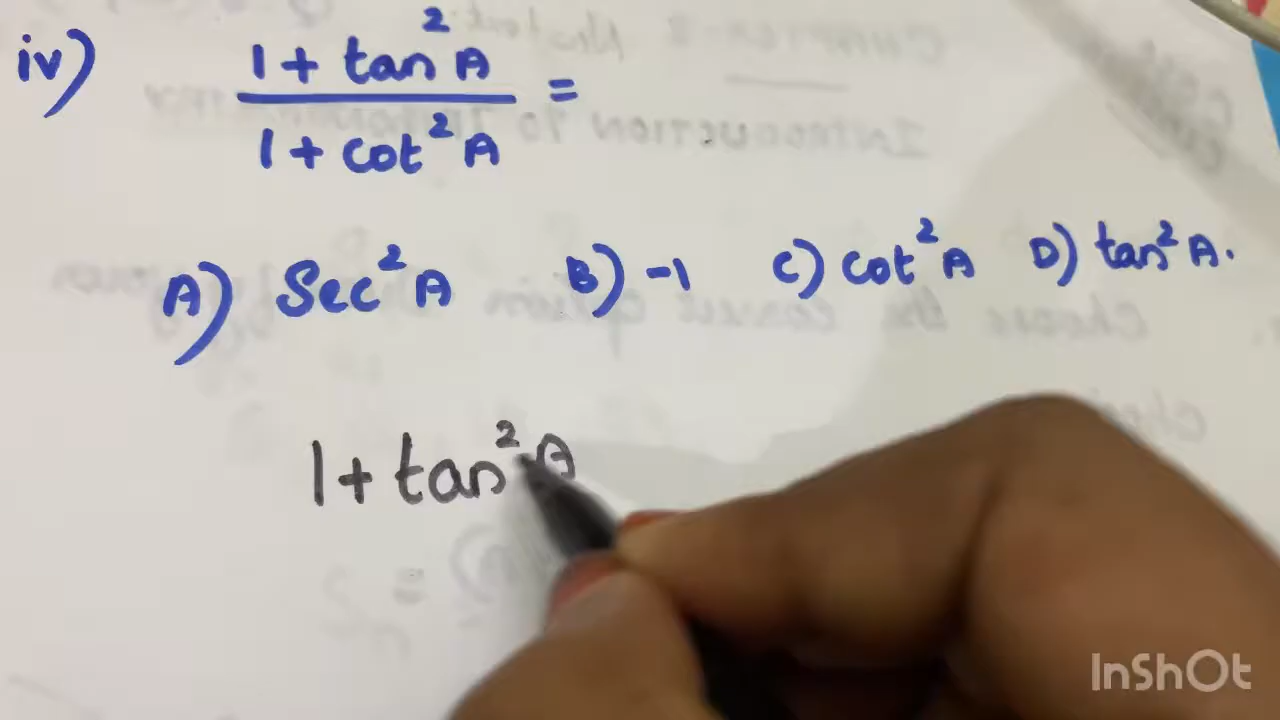 iv) 1 + tan²A
1 + cot²A =
A) Sec²A B) -1 C) cot²A D) tan²A.
1 + tan²A
InShOt